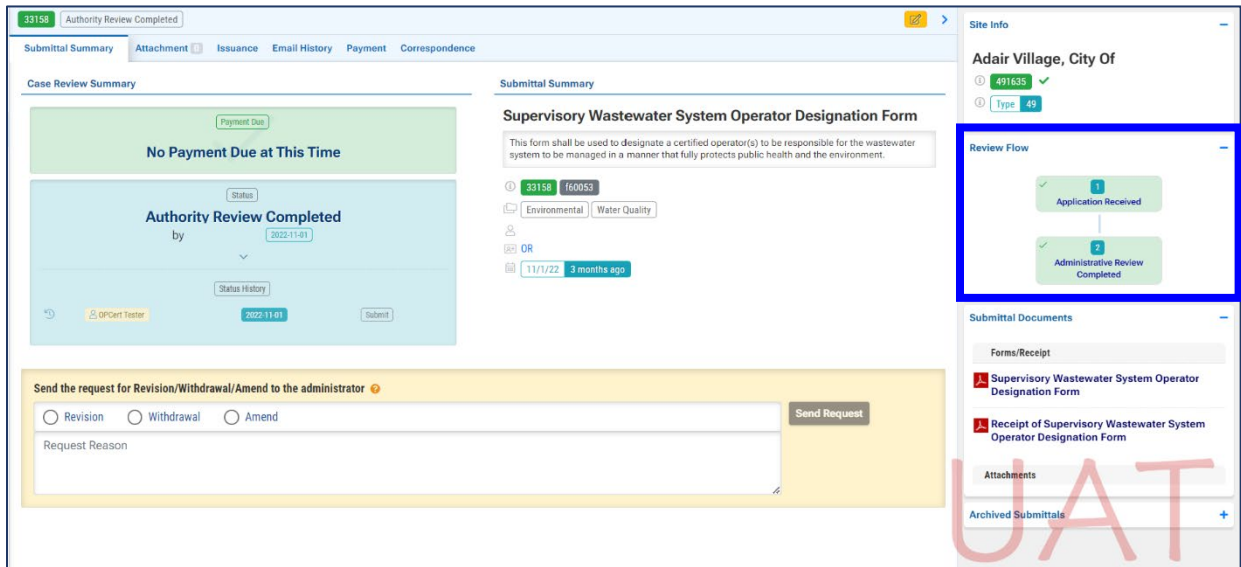 33158 Authority Review Completed
Submittal Summary Attachment 0 Issuance Email History Payment Correspondence
Case Review Summary
Payment Due
No Payment Due at This Time
Status
Authority Review Completed
by 2022-11-01
Status History
OPCert Tester 2022-11-01 Submit
Submittal Summary
Supervisory Wastewater System Operator Designation Form
This form shall be used to designate a certified operator(s) to be responsible for the wastewater
system to be managed in a manner that fully protects public health and the environment.
33158 f60053
Environmental Water Quality
OR
11/1/22 3 months ago
Send the request for Revision/Withdrawal/Amend to the administrator
Revision Withdrawal Amend
Send Request
Request Reason
Site Info
Adair Village, City Of
491635
Type 49
Review Flow
1
Application Received
2
Administrative Review
Completed
Submittal Documents
Forms/Receipt
Supervisory Wastewater System Operator
Designation Form
Receipt of Supervisory Wastewater System
Operator Designation Form
Attachments
Archived Submittals
UAT